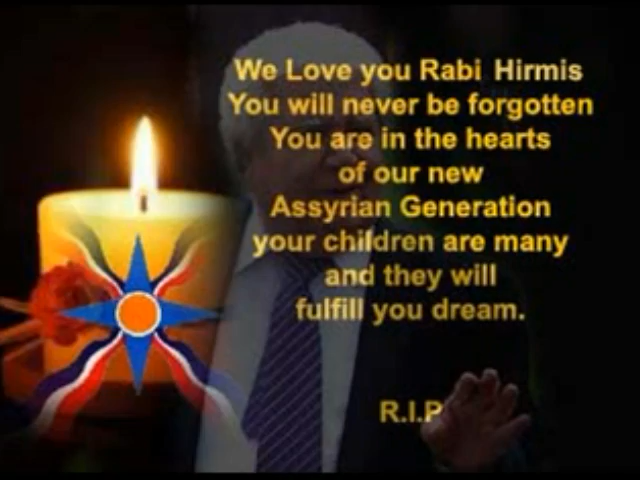 We Love you Rabi Hirmis
You will never be forgotten
You are in the hearts
of our new
Assyrian Generation
your children are many
and they will
fulfill you dream.
R.I.P